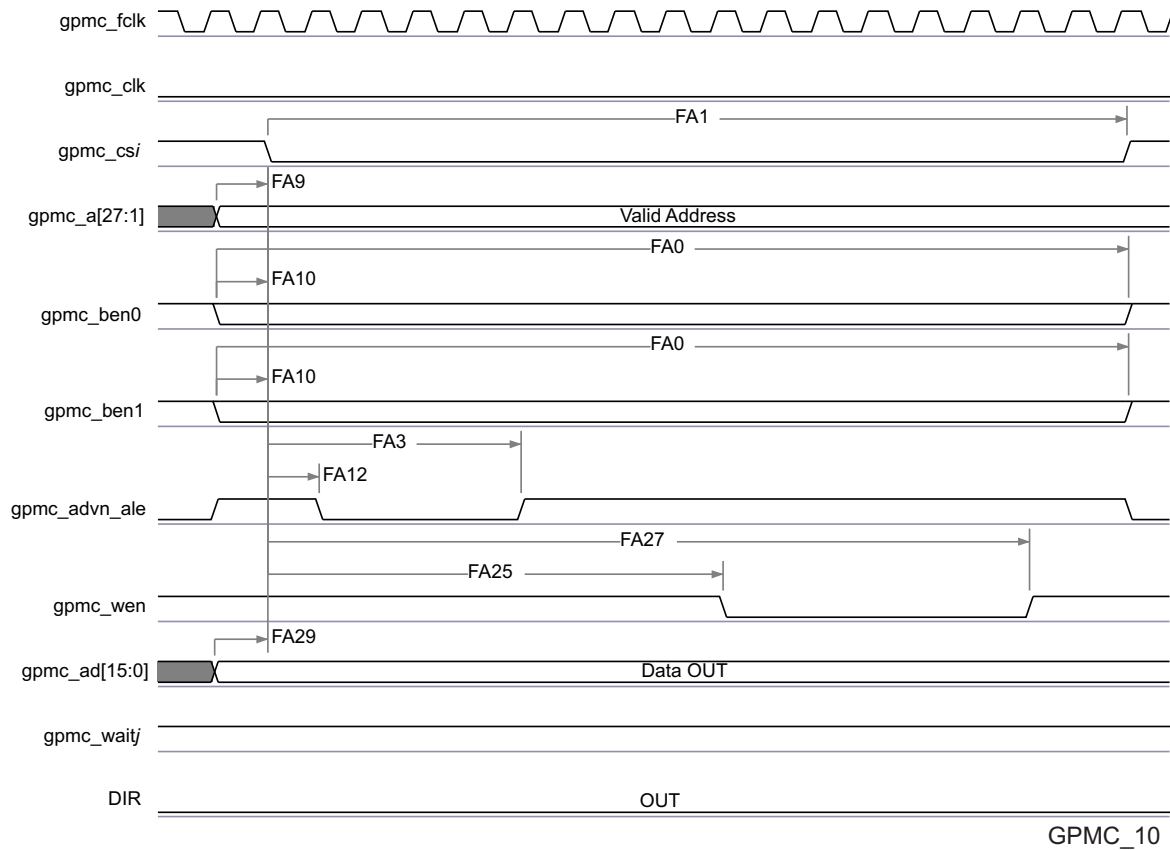 gpmc_fclk
gpmc_clk
FA1
gpmc_csi
FA9
gpmc_a[27:1]
Valid Address
FA0
FA10
gpmc_ben0
FA0
FA10
gpmc_ben1
FA3
FA12
gpmc_advn_ale
FA27
FA25
gpmc_wen
FA29
gpmc_ad[15:0]
Data OUT
gpmc_waitj
DIR
OUT
GPMC_10